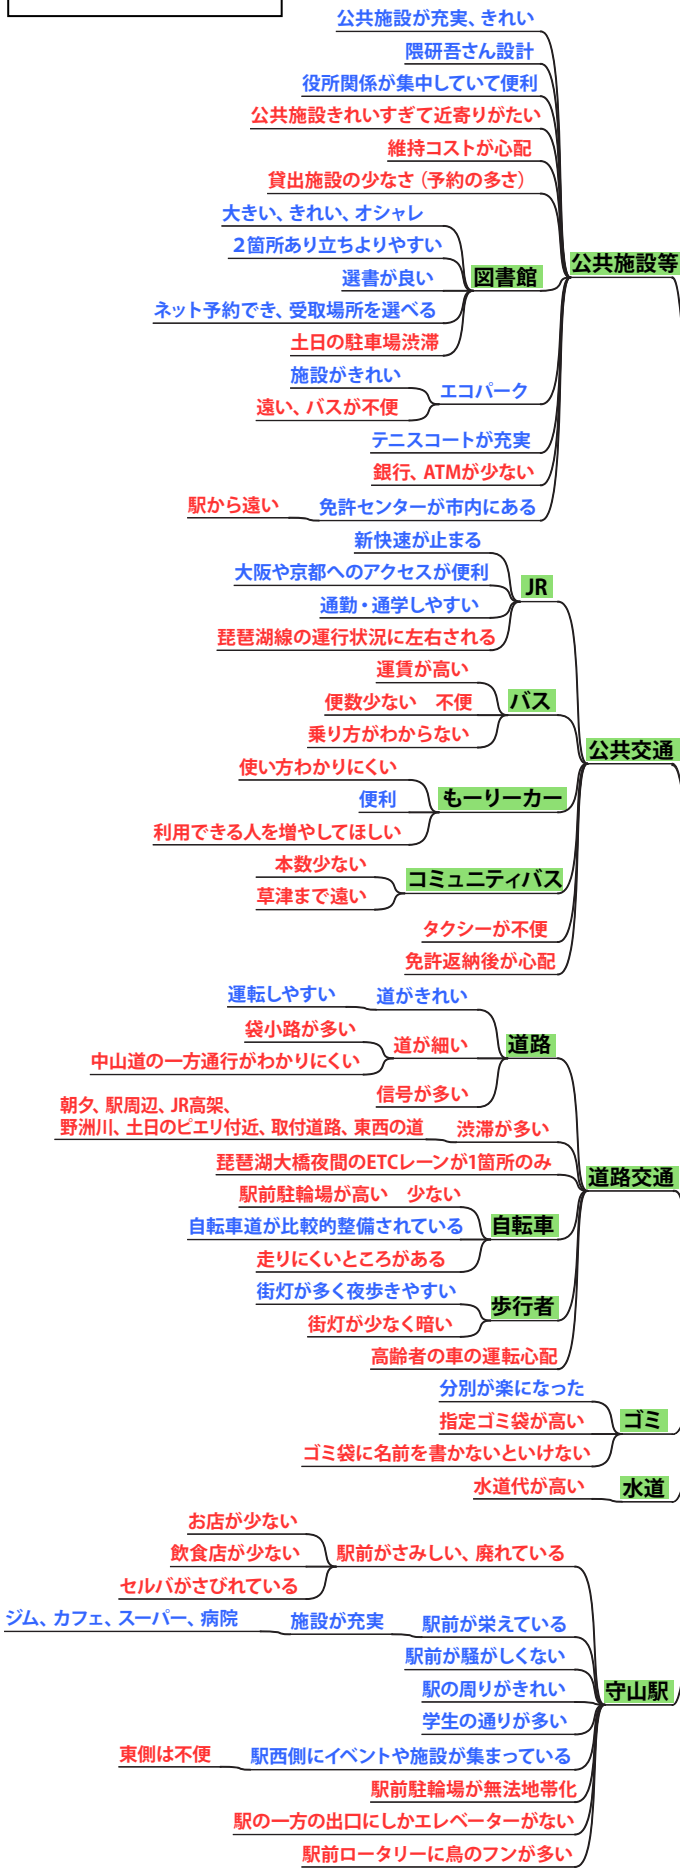 公共施設が充実、きれい
隈研吾さん設計
役所関係が集中していて便利
公共施設きれいすぎて近寄りがたい
維持コストが心配
貸出施設の少なさ（予約の多さ）
大きい、きれい、オシャレ
２箇所あり立ちよりやすい
選書が良い
ネット予約でき、受取場所を選べる
土日の駐車場渋滞
図書館
公共施設等
施設がきれい
遠い、バスが不便
エコパーク
テニスコートが充実
銀行、ATMが少ない
駅から遠い
免許センターが市内にある
新快速が止まる
大阪や京都へのアクセスが便利
通勤・通学しやすい
琵琶湖線の運行状況に左右される
JR
運賃が高い
便数少ない　不便
乗り方がわからない
バス
公共交通
使い方わかりにくい
便利
利用できる人を増やしてほしい
もーりーカー
本数少ない
草津まで遠い
コミュニティバス
タクシーが不便
免許返納後が心配
運転しやすい
道がきれい
袋小路が多い
中山道の一方通行がわかりにくい
道が細い
信号が多い
道路
朝夕、駅周辺、JR高架、
野洲川、土日のピエリ付近、取付道路、東西の道
渋滞が多い
琵琶湖大橋夜間のETCレーンが1箇所のみ
道路交通
駅前駐輪場が高い　少ない
自転車道が比較的整備されている
走りにくいところがある
自転車
街灯が多く夜歩きやすい
街灯が少なく暗い
歩行者
高齢者の車の運転心配
分別が楽になった
指定ゴミ袋が高い
ゴミ袋に名前を書かないといけない
ゴミ
水道代が高い
水道
お店が少ない
飲食店が少ない
セルバがさびれている
駅前がさみしい、廃れている
ジム、カフェ、スーパー、病院
施設が充実
駅前が栄えている
駅前が騒がしくない
駅の周りがきれい
学生の通りが多い
守山駅
東側は不便
駅西側にイベントや施設が集まっている
駅前駐輪場が無法地帯化
駅の一方の出口にしかエレベーターがない
駅前ロータリーに鳥のフンが多い